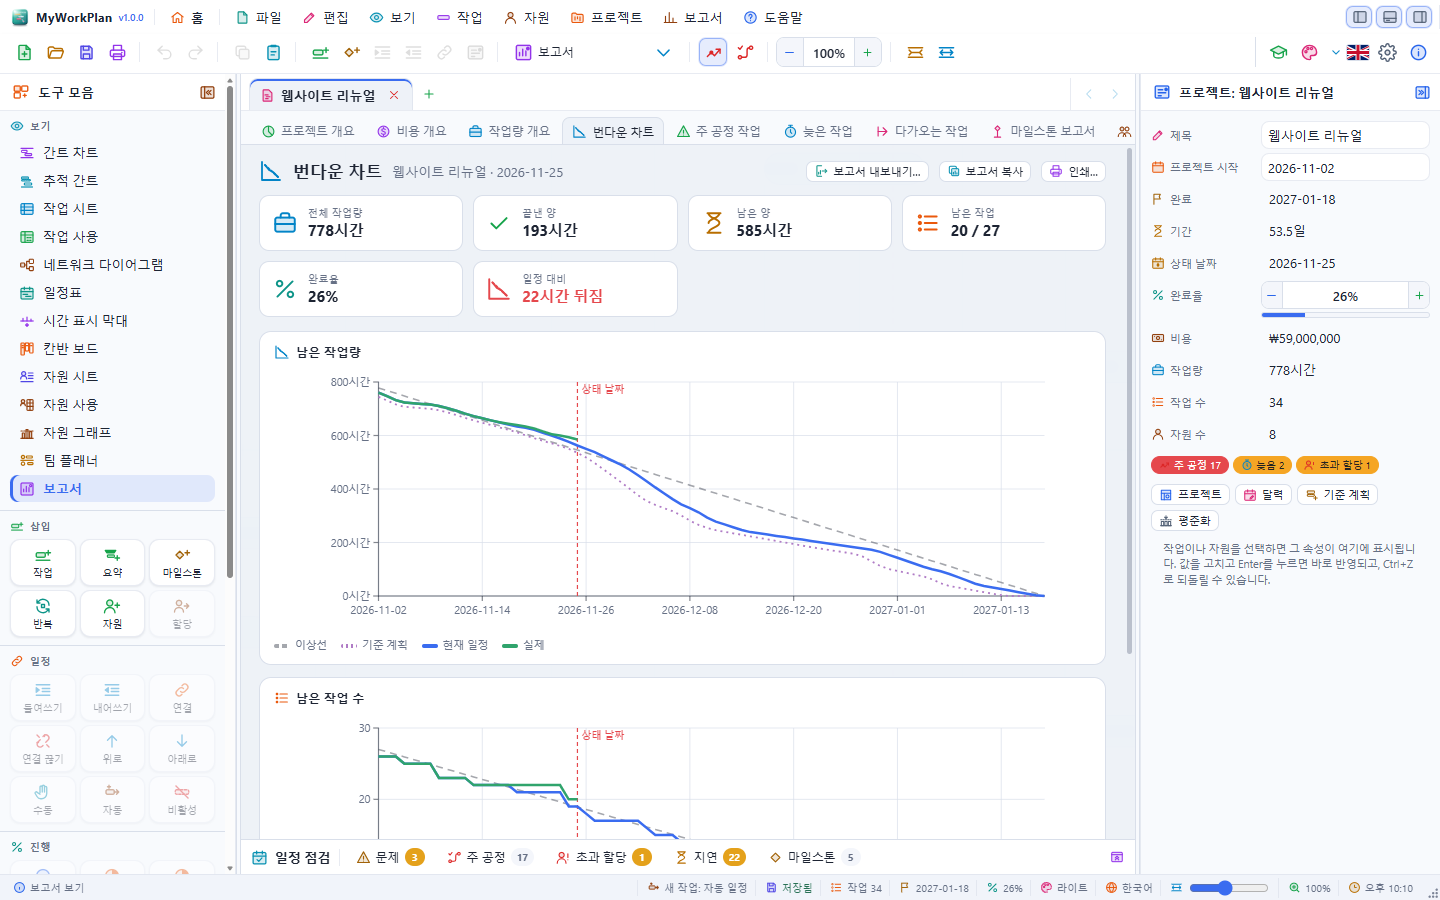 MyWorkPlan v1.0.0 홈 파일 편집 보기 작업 자원 프로젝트 보고서 도움말
보고서 100%
도구 모음
보기
간트 차트
추적 간트
작업 시트
작업 사용
네트워크 다이어그램
일정표
시간 표시 막대
칸반 보드
자원 시트
자원 사용
자원 그래프
팀 플래너
보고서
삽입
작업 요약 마일스톤
반복 자원 할당
일정
들여쓰기 내어쓰기 연결
연결 끊기 위로 아래로
수동 자동 비활성
진행
웹사이트 리뉴얼
프로젝트 개요 비용 개요 작업량 개요 번다운 차트 주 공정 작업 늦은 작업 다가오는 작업 마일스톤 보고서
번다운 차트 웹사이트 리뉴얼 · 2026-11-25 보고서 내보내기... 보고서 복사 인쇄...
전체 작업량
778시간
끝낸 양
193시간
남은 양
585시간
남은 작업
20 / 27
완료율
26%
일정 대비
22시간 뒤짐
남은 작업량
800시간
600시간
400시간
200시간
0시간
상태 날짜
2026-11-02 2026-11-14 2026-11-26 2026-12-08 2026-12-20 2027-01-01 2027-01-13
이상선 기준 계획 현재 일정 실제
남은 작업 수
30
20
상태 날짜
일정 점검 문제 3 주 공정 17 초과 할당 1 지연 22 마일스톤 5
프로젝트: 웹사이트 리뉴얼
제목 웹사이트 리뉴얼
프로젝트 시작 2026-11-02
완료 2027-01-18
기간 53.5일
상태 날짜 2026-11-25
완료율 26%
비용 ₩59,000,000
작업량 778시간
작업 수 34
자원 수 8
주 공정 17 늦음 2 초과 할당 1
프로젝트 달력 기준 계획
평준화
작업이나 자원을 선택하면 그 속성이 여기에 표시됩니
다. 값을 고치고 Enter를 누르면 바로 반영되고, Ctrl+Z
로 되돌릴 수 있습니다.
보고서 보기 새 작업: 자동 일정 저장됨 작업 34 2027-01-18 26% 라이트 한국어 100% 오후 10:10